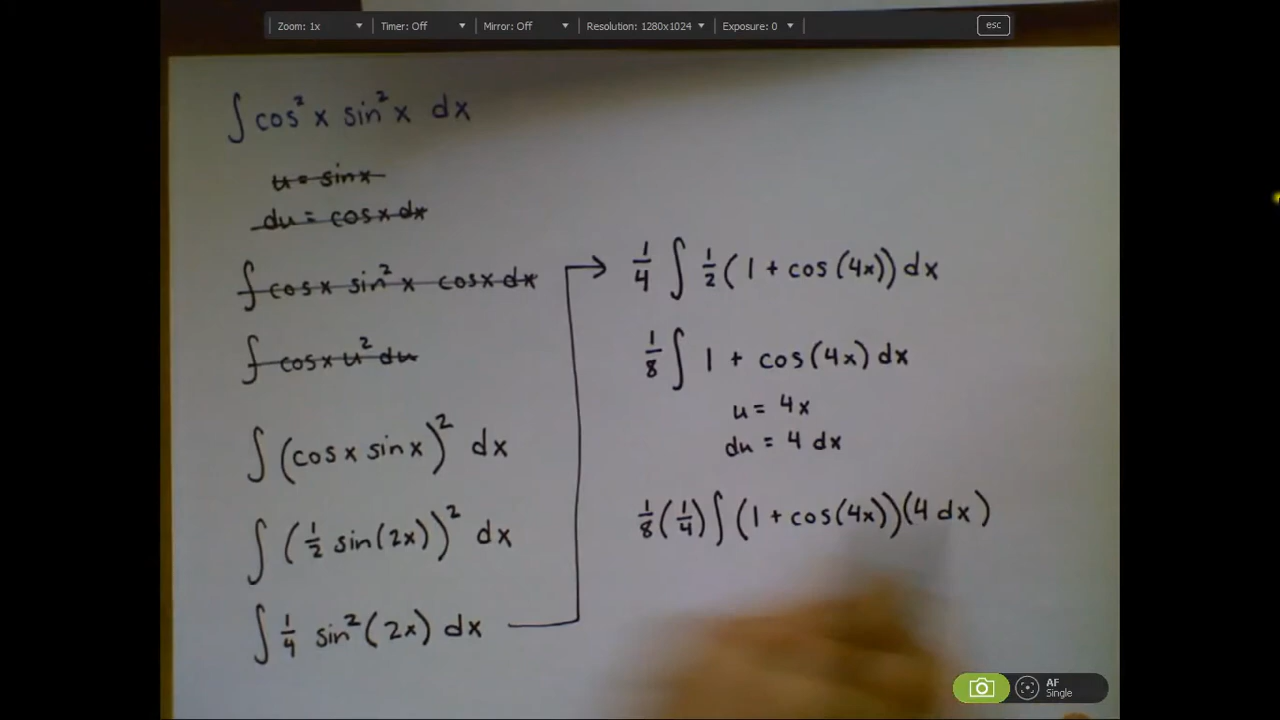 Zoom: 1x Timer: Off Mirror: Off Resolution: 1280x1024 Exposure: 0 esc
∫ cos² x sin² x dx
u = sin x
du = cos x dx
∫ cos x sin² x cos x dx
∫ cos x u² du
∫ (cos x sin x)² dx
∫ (1/2 sin(2x))² dx
∫ 1/4 sin²(2x) dx
1/4 ∫ 1/2 (1 + cos(4x)) dx
1/8 ∫ 1 + cos(4x) dx
u = 4x
du = 4 dx
1/8 (1/4) ∫ (1 + cos(4x))(4 dx)
AF
Single